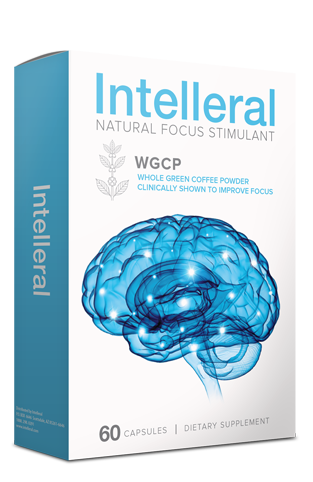 Intelleral
NATURAL FOCUS STIMULANT
WGCP
WHOLE GREEN COFFEE POWDER
CLINICALLY SHOWN TO IMPROVE FOCUS
Intelleral
60 CAPSULES | DIETARY SUPPLEMENT